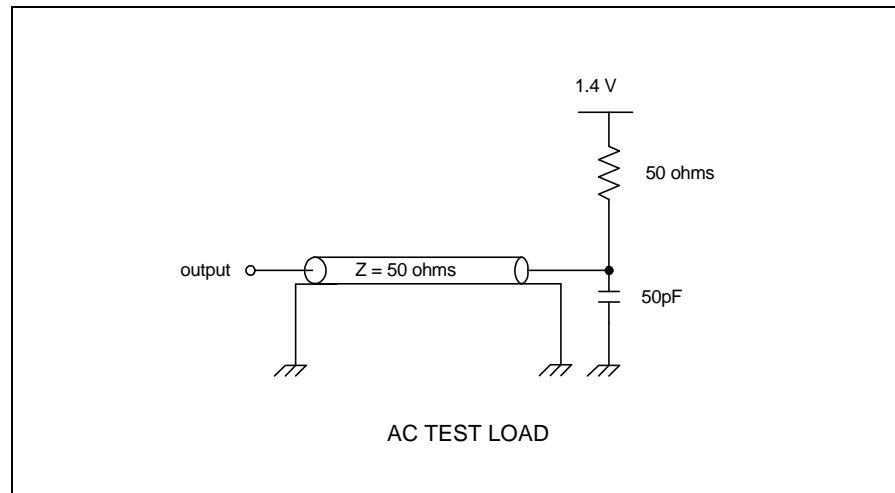 1.4 V
50 ohms
output
Z = 50 ohms
50pF
AC TEST LOAD